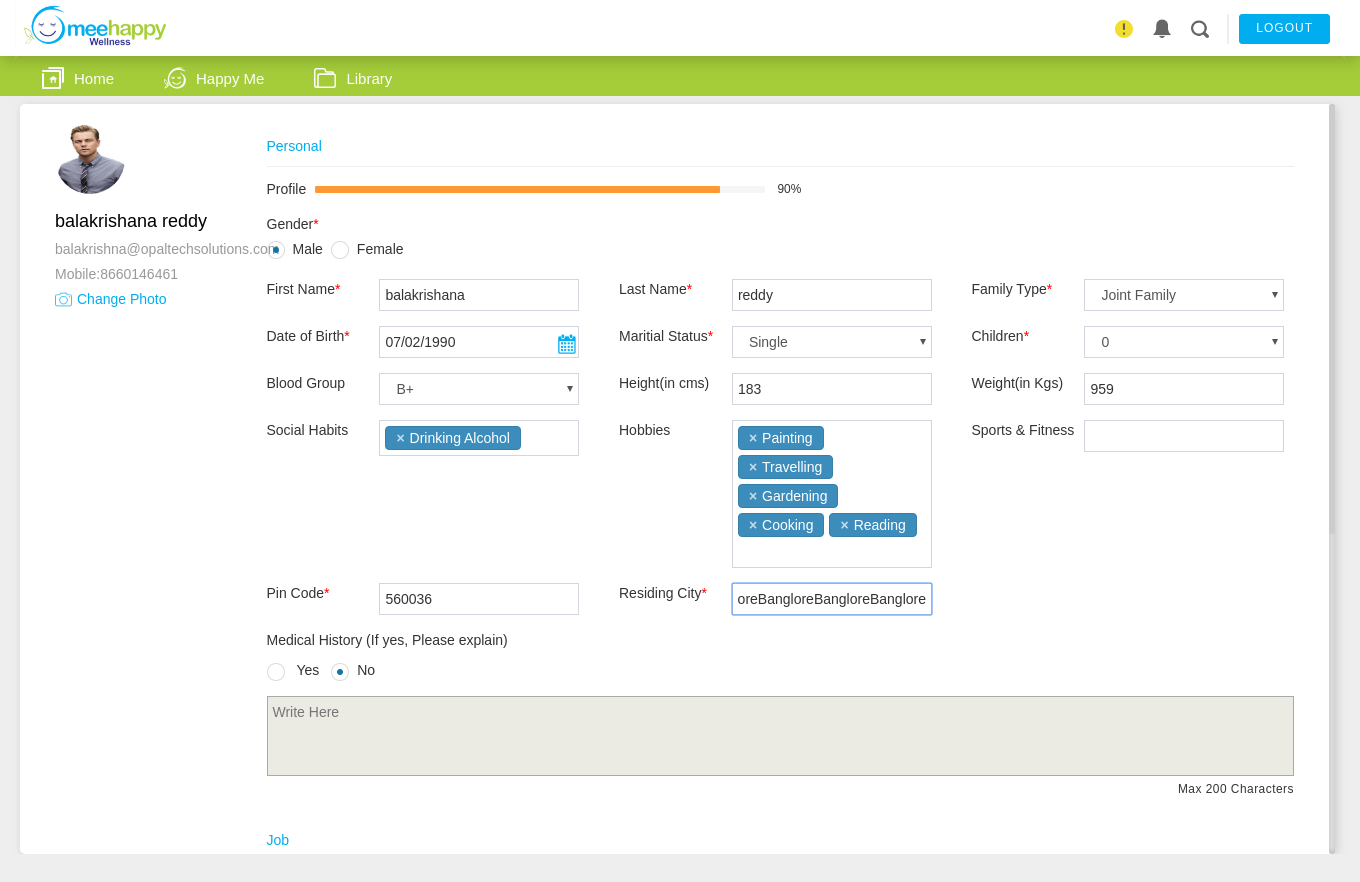 meehappy
Wellness
LOGOUT
Home
Happy Me
Library
balakrishana reddy
balakrishna@opaltechsolutions.com
Mobile:8660146461
Change Photo
Personal
Profile 90%
Gender*
Male Female
First Name* balakrishana Last Name* reddy Family Type* Joint Family
Date of Birth* 07/02/1990 Maritial Status* Single Children* 0
Blood Group B+ Height(in cms) 183 Weight(in Kgs) 959
Social Habits × Drinking Alcohol Hobbies × Painting Sports & Fitness
× Travelling
× Gardening
× Cooking × Reading
Pin Code* 560036 Residing City* oreBangloreBangloreBanglore
Medical History (If yes, Please explain)
Yes No
Write Here
Max 200 Characters
Job